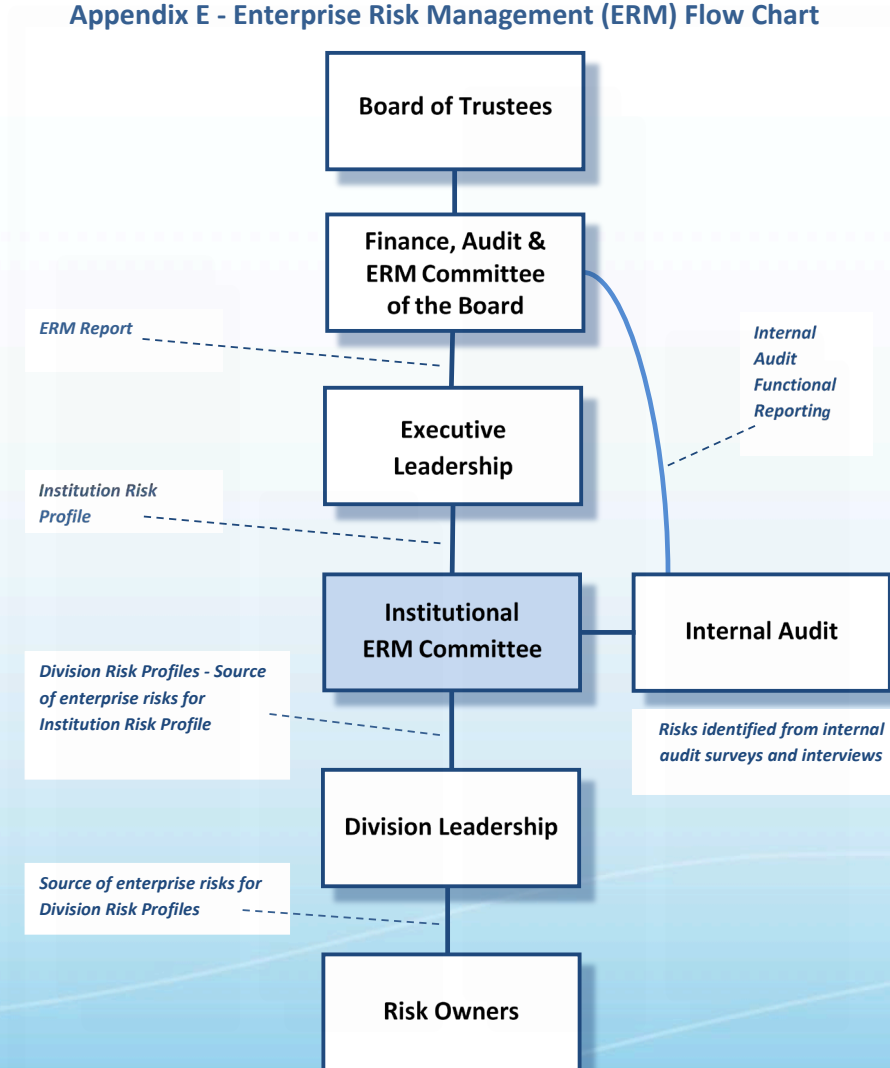 Appendix E - Enterprise Risk Management (ERM) Flow Chart
Board of Trustees
Finance, Audit &
ERM Committee
of the Board
ERM Report
Internal
Audit
Functional
Reporting
Executive
Leadership
Institution Risk
Profile
Institutional
ERM Committee
Internal Audit
Division Risk Profiles - Source
of enterprise risks for
Institution Risk Profile
Risks identified from internal
audit surveys and interviews
Division Leadership
Source of enterprise risks for
Division Risk Profiles
Risk Owners